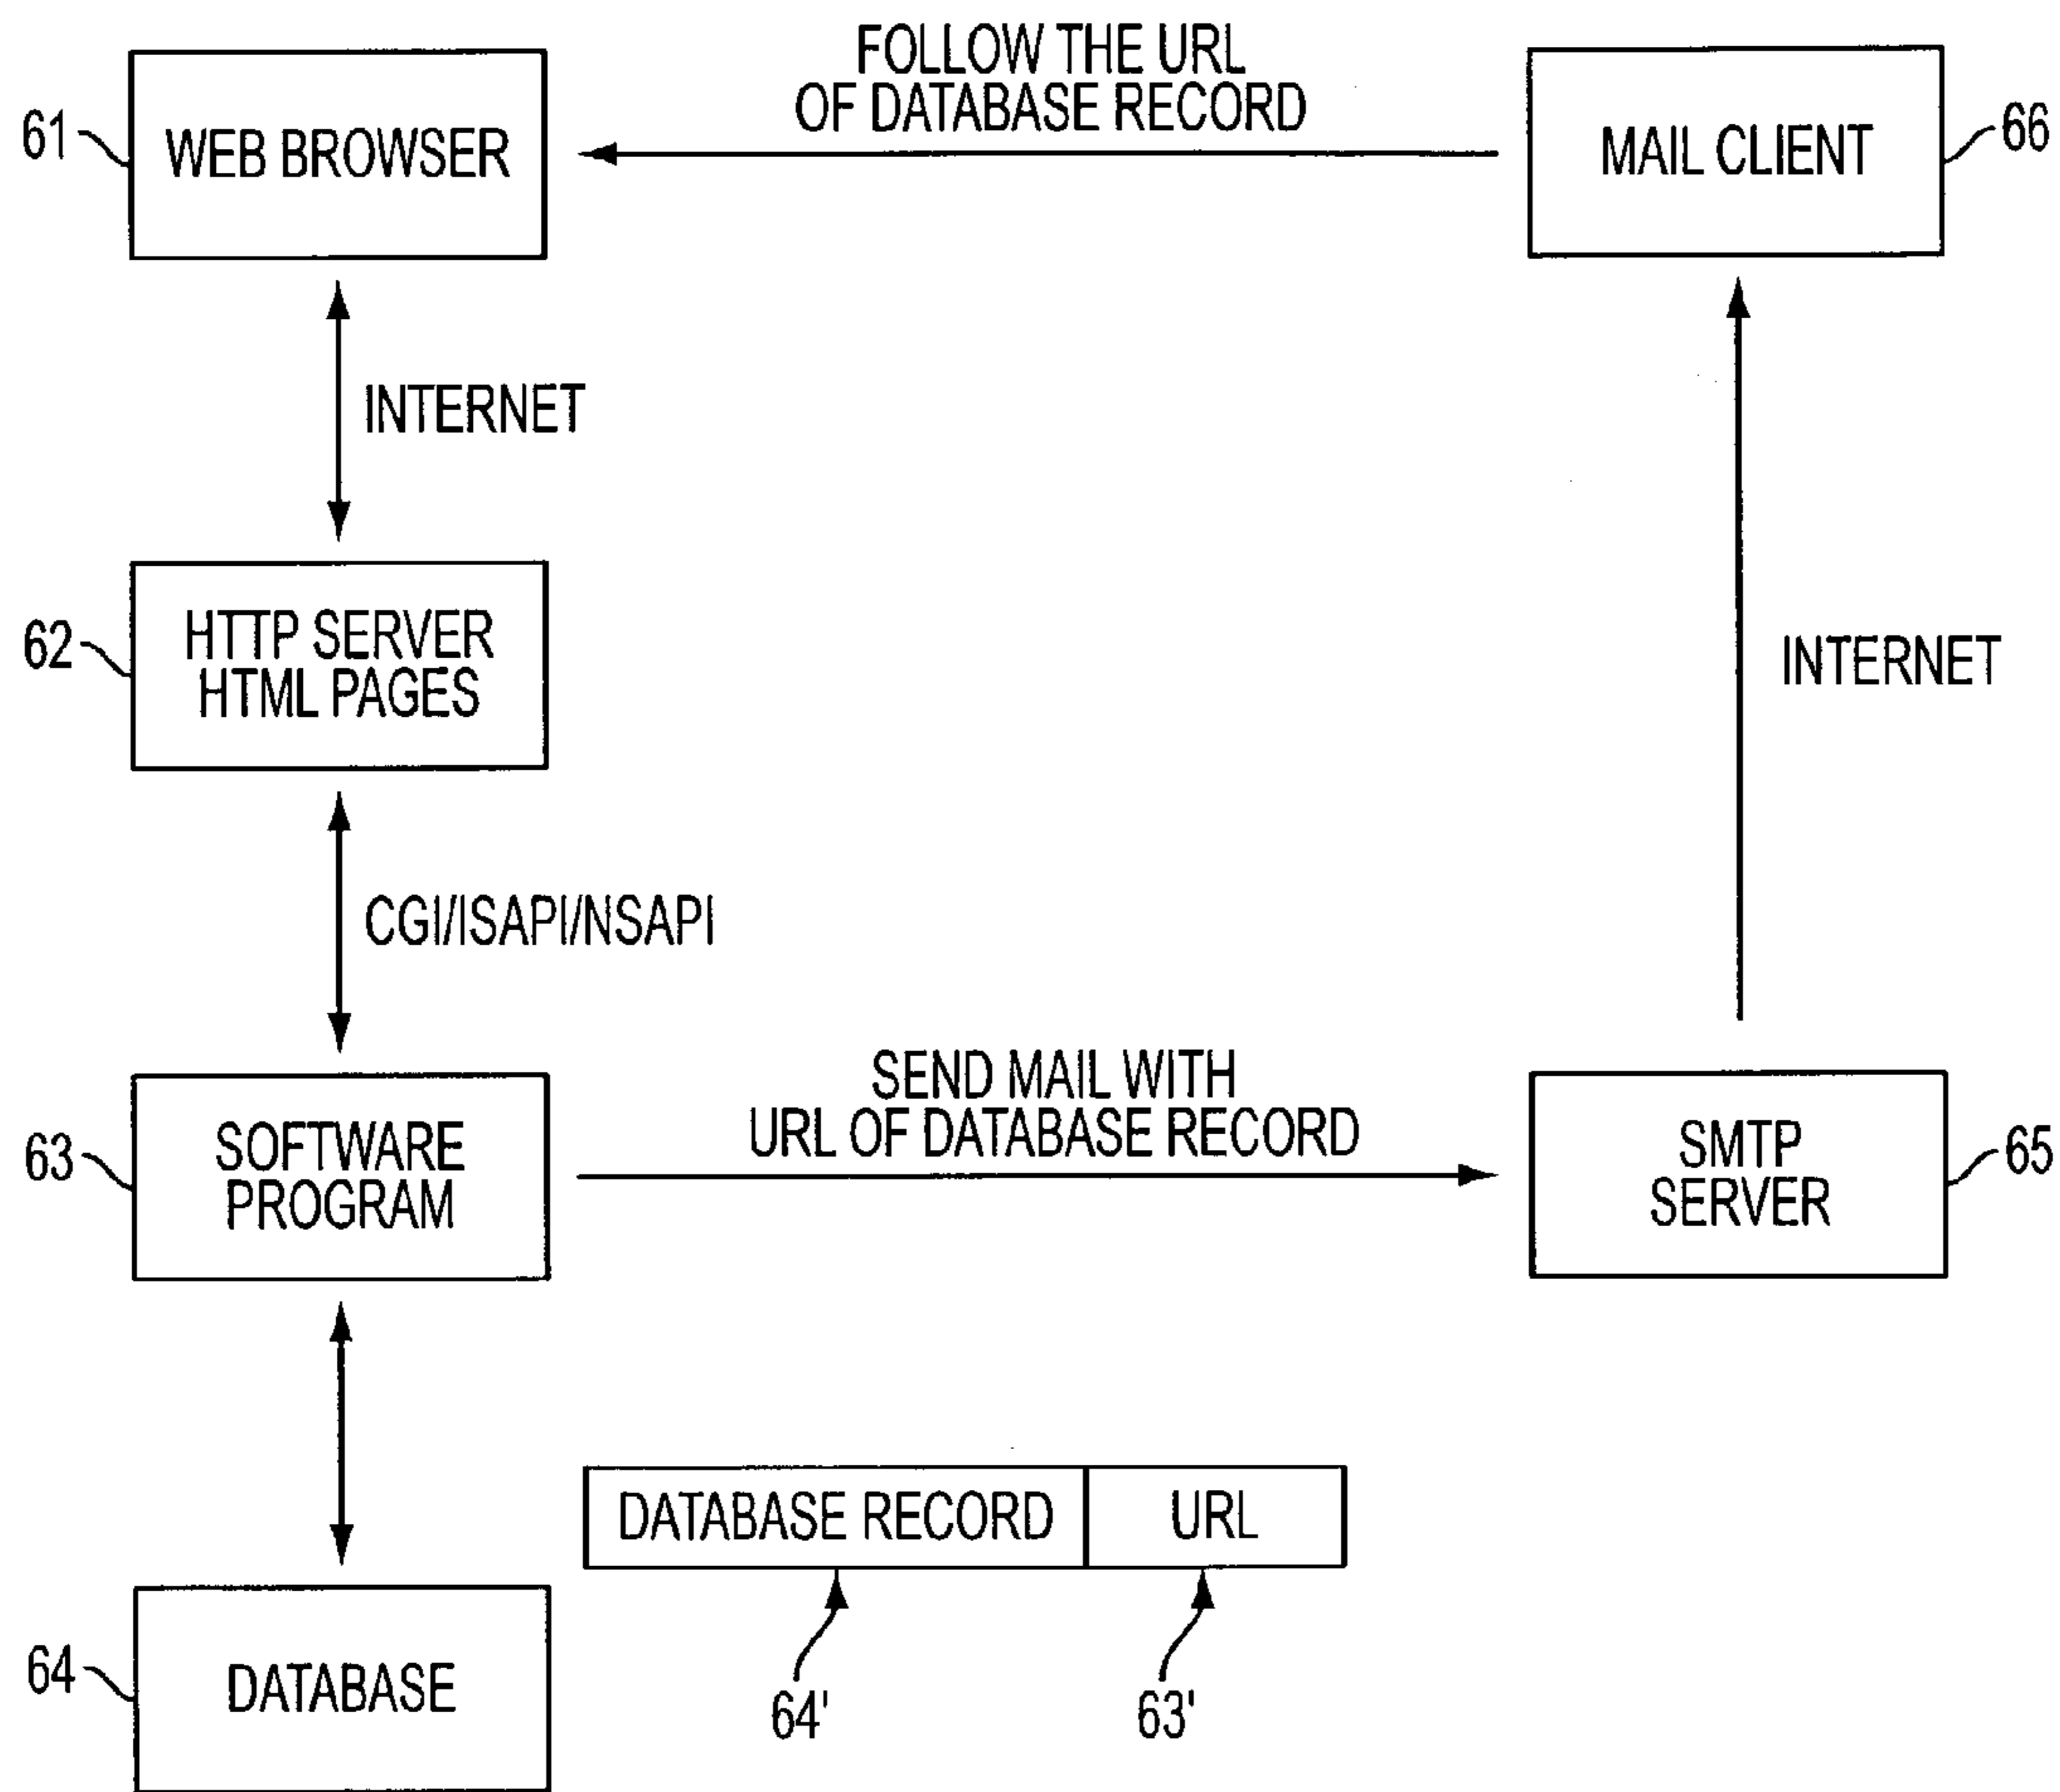 FOLLOW THE URL
OF DATABASE RECORD
61
WEB BROWSER
MAIL CLIENT
66
INTERNET
62
HTTP SERVER
HTML PAGES
INTERNET
CGI/ISAPI/NSAPI
SEND MAIL WITH
URL OF DATABASE RECORD
63
SOFTWARE
PROGRAM
SMTP
SERVER
65
DATABASE RECORD
URL
64
DATABASE
64'
63'